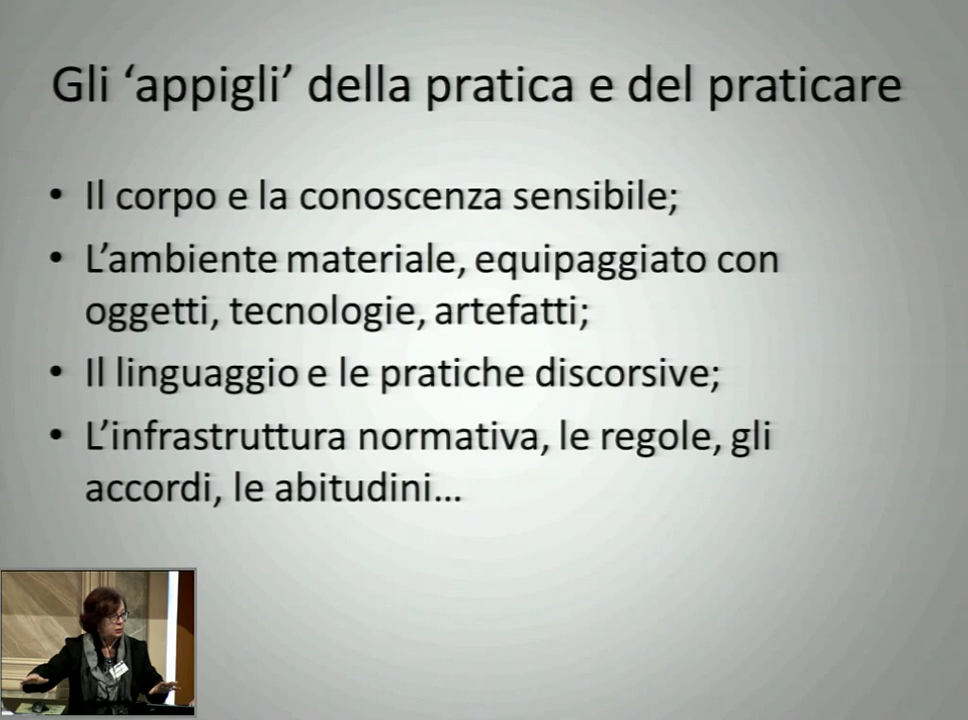 Gli ‘appigli’ della pratica e del praticare
• Il corpo e la conoscenza sensibile;
• L’ambiente materiale, equipaggiato con
oggetti, tecnologie, artefatti;
• Il linguaggio e le pratiche discorsive;
• L’infrastruttura normativa, le regole, gli
accordi, le abitudini…